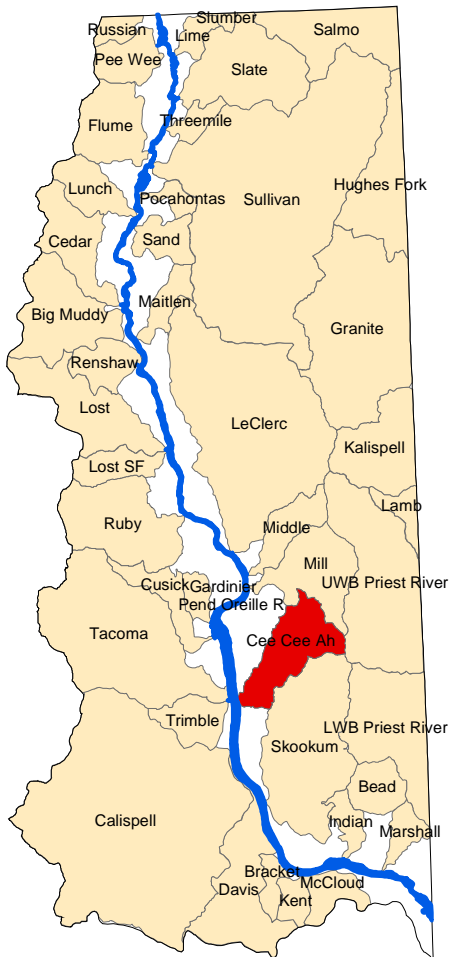 Slumber
Russian
Lime
Salmo
Pee Wee
Slate
Flume
Threemile
Lunch
Hughes Fork
Pocahontas
Sullivan
Cedar
Sand
Maitlen
Big Muddy
Granite
Renshaw
Lost
LeClerc
Kalispell
Lost SF
Lamb
Ruby
Middle
Mill
Cusick
Gardinier
UWB Priest River
Pend Oreille R
Tacoma
Cee Cee Ah
Trimble
LWB Priest River
Skookum
Bead
Calispell
Indian
Marshall
Bracket
McCloud
Davis
Kent